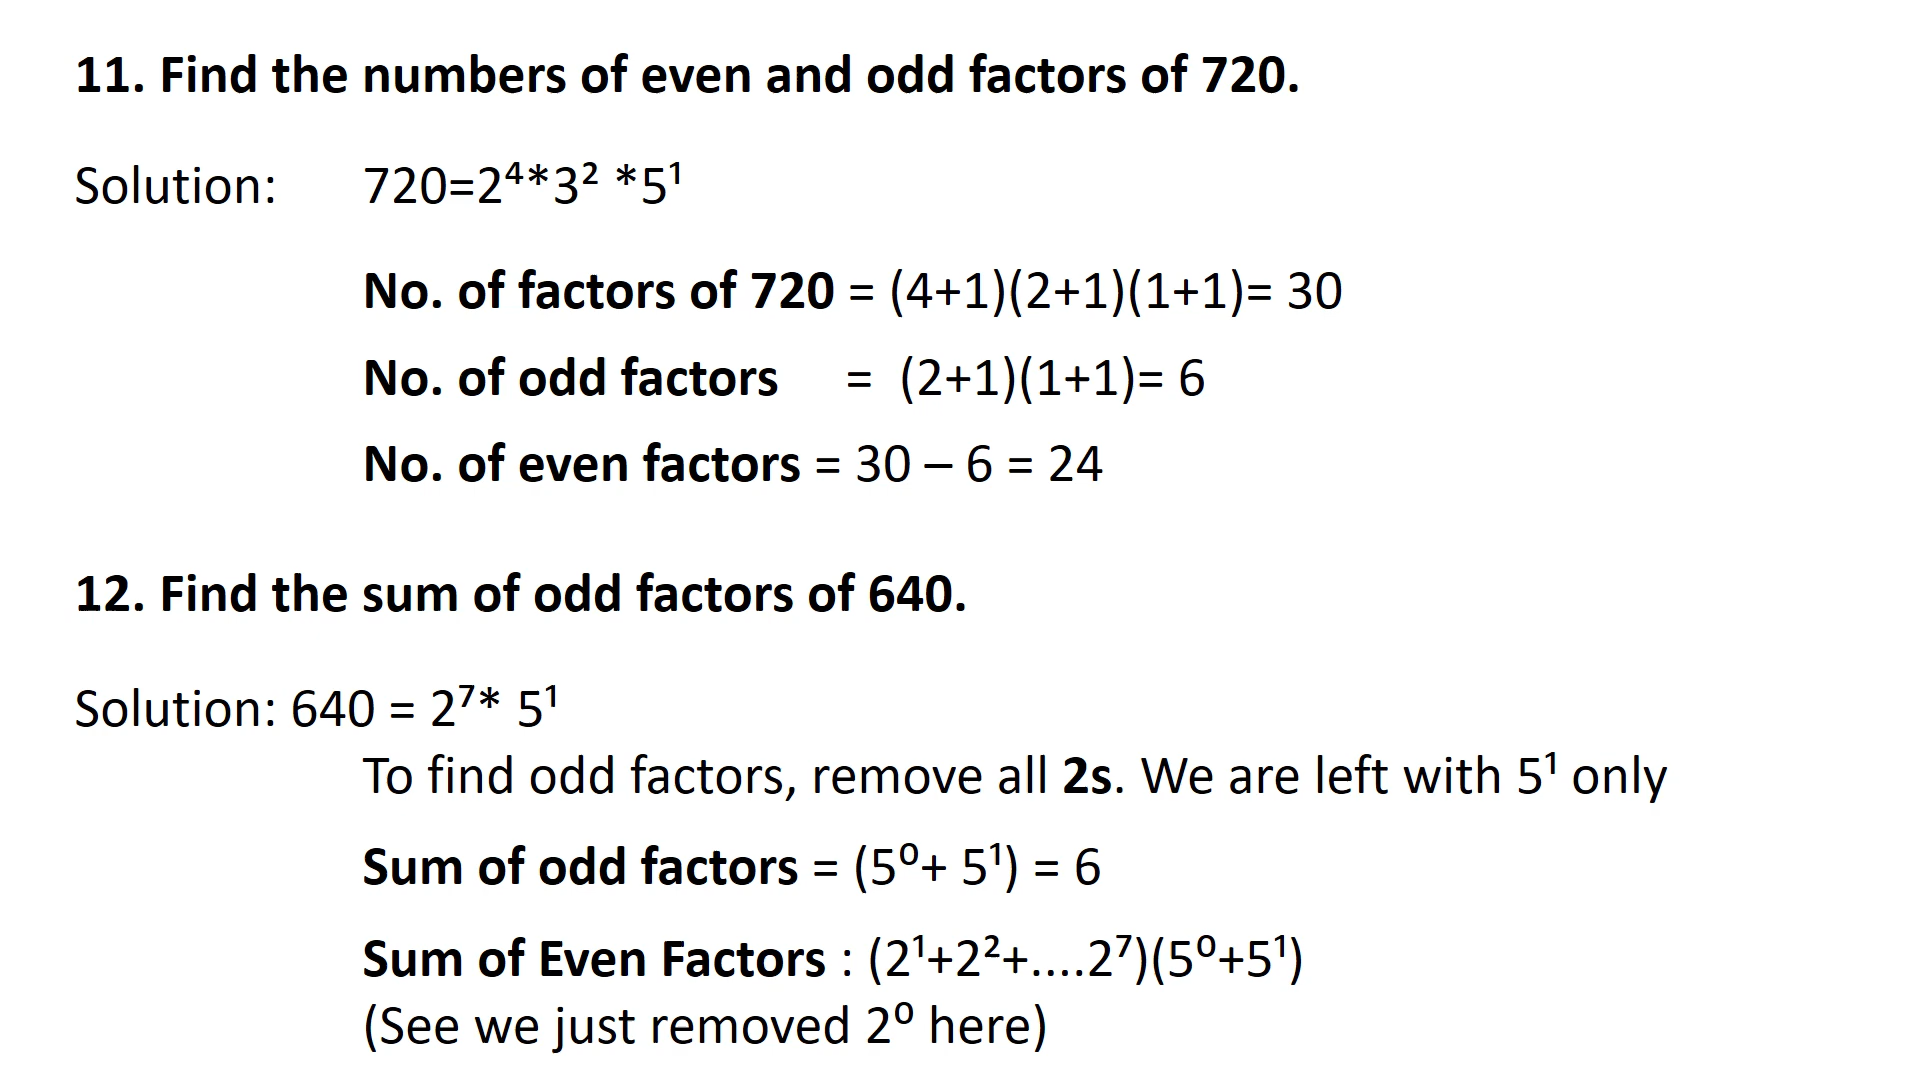 11. Find the numbers of even and odd factors of 720.
Solution: 720=2⁴*3² *5¹
No. of factors of 720 = (4+1)(2+1)(1+1)= 30
No. of odd factors = (2+1)(1+1)= 6
No. of even factors = 30 – 6 = 24
12. Find the sum of odd factors of 640.
Solution: 640 = 2⁷* 5¹
To find odd factors, remove all 2s. We are left with 5¹ only
Sum of odd factors = (5⁰+ 5¹) = 6
Sum of Even Factors : (2¹+2²+....2⁷)(5⁰+5¹)
(See we just removed 2⁰ here)